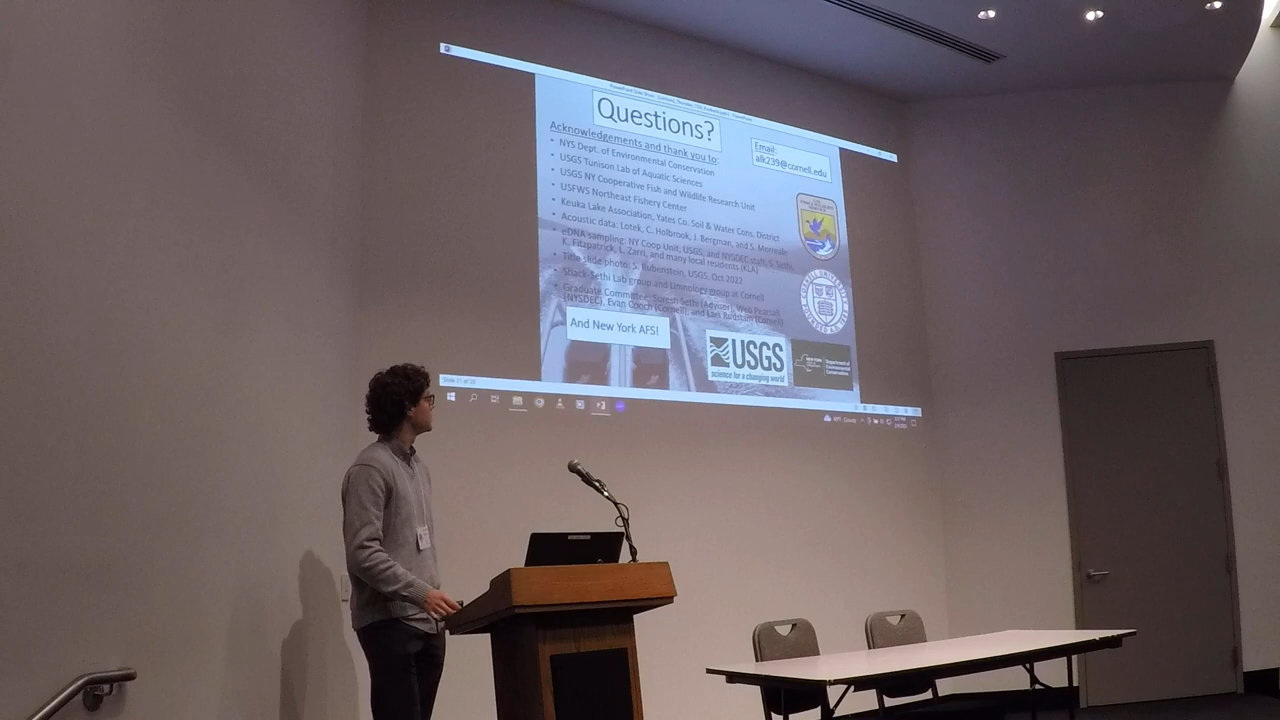 Questions?
Acknowledgements and thank you to:
Email:
alk239@cornell.edu
• NYS Dept. of Environmental Conservation
• USGS Tunison Lab of Aquatic Sciences
• USGS NY Cooperative Fish and Wildlife Research Unit
• USFWS Northeast Fishery Center
• Keuka Lake Association, Yates Co. Soil & Water Cons. District
• Acoustic data: Lotek, C. Holbrook, J. Bergman, and S. Morreale
• eDNA sampling: NY Coop Unit, USGS, and NYSDEC staff, S. Sethi,
K. Fitzpatrick, L. Zarri, and many local residents (KLA)
• Title slide photo: S. Rubenstein, USGS, Oct 2022
• Shack-Sethi Lab group and Limnology group at Cornell
• Graduate Committee: Suresh Sethi (Advisor), Web Pearsall
(NYSDEC), Evan Cooch (Cornell), and Lars Rudstam (Cornell)
And New York AFS!
USGS
science for a changing world
Department of
Environmental
Conservation